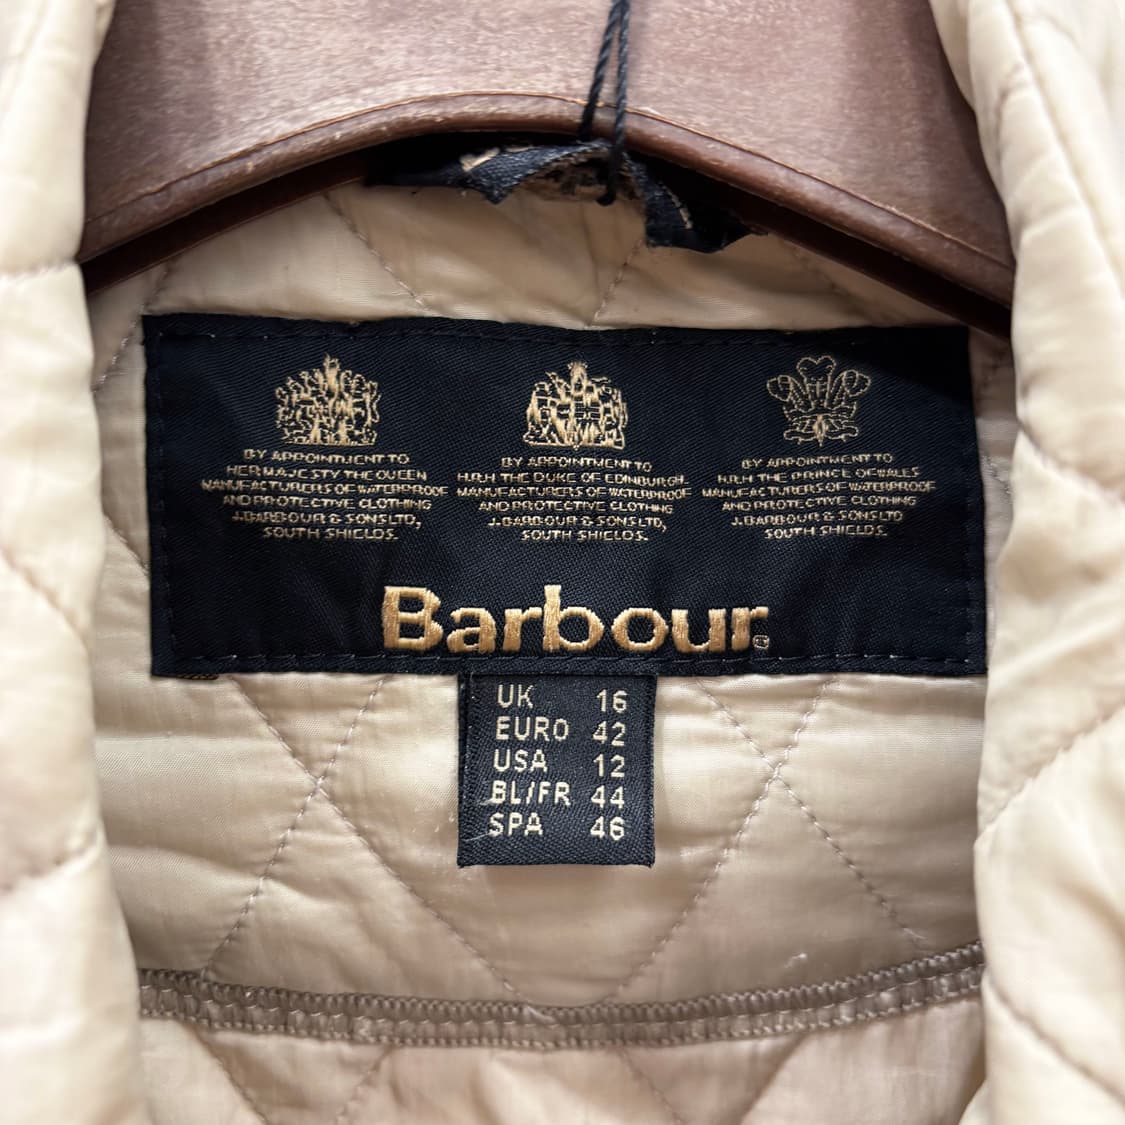 BY APPOINTMENT TO
HER MAJESTY THE QUEEN
MANUFACTURERS OF WATERPROOF
AND PROTECTIVE CLOTHING
J. BARBOUR & SONS LTD,
SOUTH SHIELDS.
BY APPOINTMENT TO
H.R.H THE DUKE OF EDINBURGH.
MANUFACTURERS OF WATERPROOF
AND PROTECTIVE CLOTHING
J. BARBOUR & SONS LTD,
SOUTH SHIELDS.
BY APPOINTMENT TO
H.R.H THE PRINCE OF WALES
MANUFACTURERS OF WATERPROOF
AND PROTECTIVE CLOTHING
J. BARBOUR & SONS LTD
SOUTH SHIELDS.
Barbour®
UK 16
EURO 42
USA 12
BL/FR 44
SPA 46